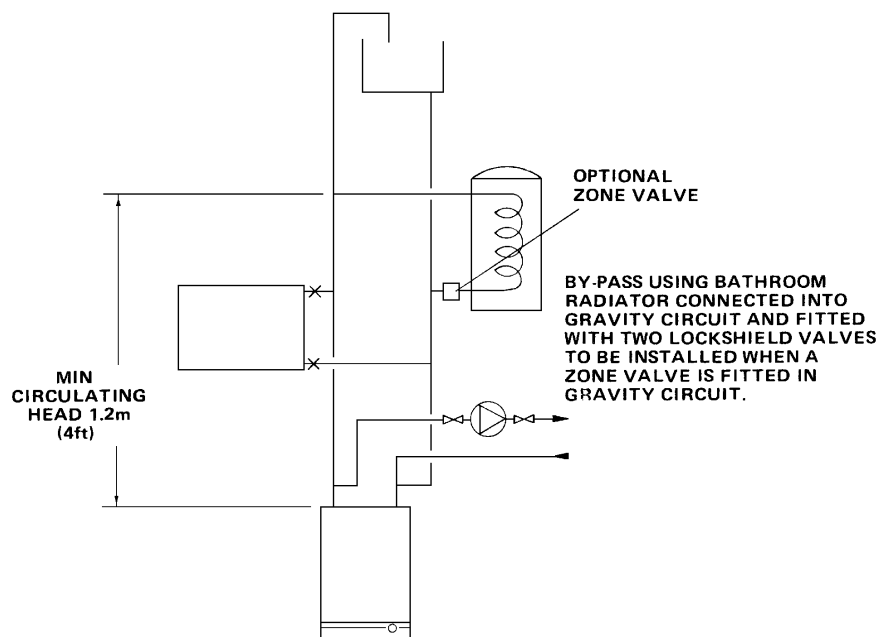 OPTIONAL
ZONE VALVE
BY-PASS USING BATHROOM
RADIATOR CONNECTED INTO
GRAVITY CIRCUIT AND FITTED
WITH TWO LOCKSHIELD VALVES
TO BE INSTALLED WHEN A
ZONE VALVE IS FITTED IN
GRAVITY CIRCUIT.
MIN
CIRCULATING
HEAD 1.2m
(4ft)